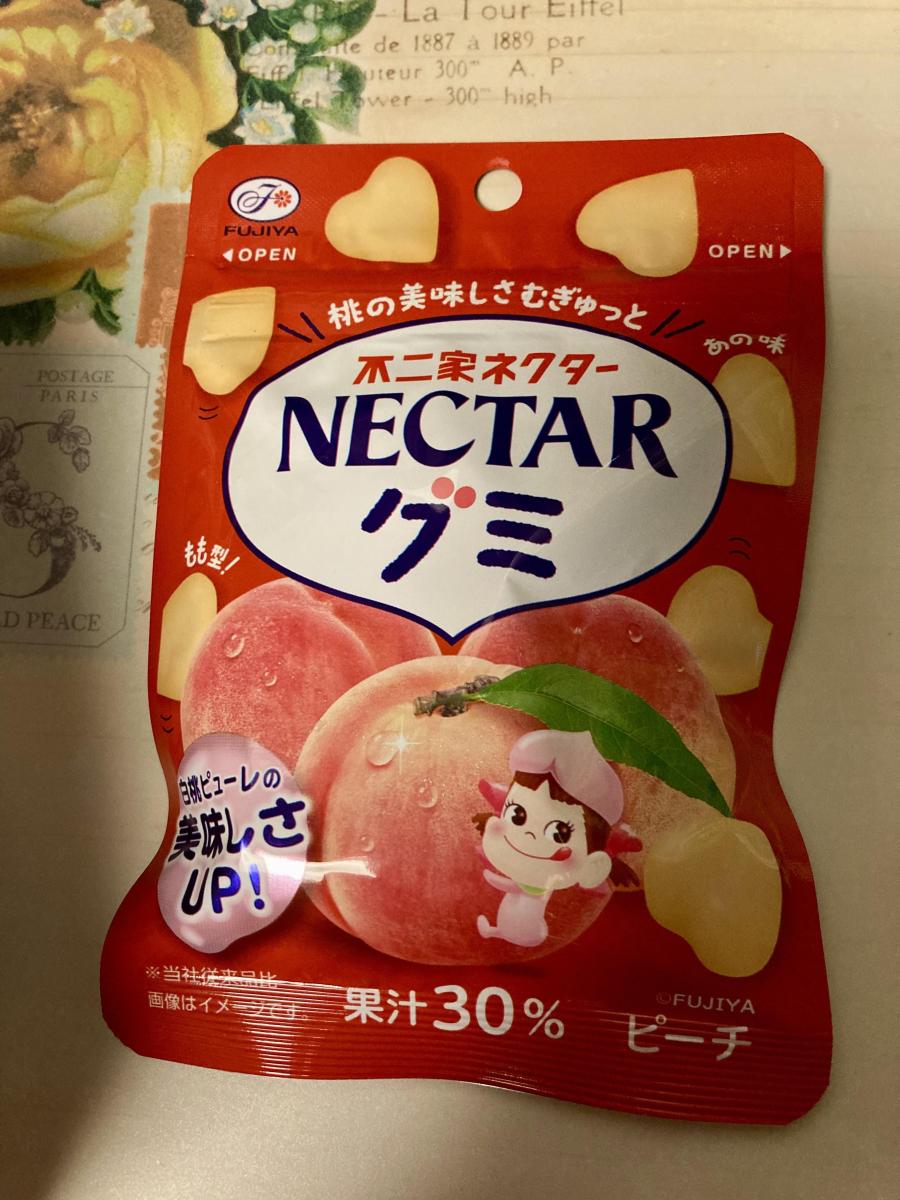 – La Tour Eiffel
de 1887 à 1889 par
300m A. P.
Tower – 300m high
POSTAGE
PARIS
D PEACE
FUJIYA
◀OPEN
OPEN▶
桃の美味しさむぎゅっと
あの味
不二家ネクター
NECTAR
グミ
もも型!
白桃ピューレの
美味しさ
UP!
※当社従来品比
画像はイメージです。
果汁30%
©FUJIYA
ピーチ